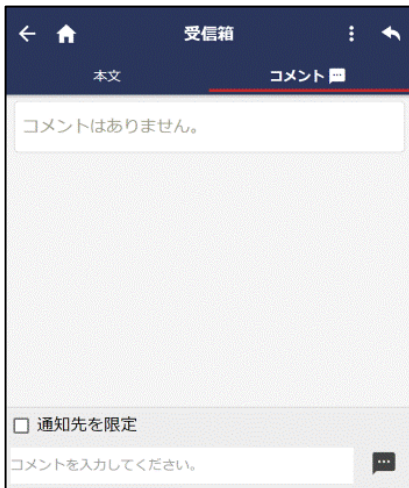 受信箱
本文
コメント
コメントはありません。
通知先を限定
コメントを入力してください。